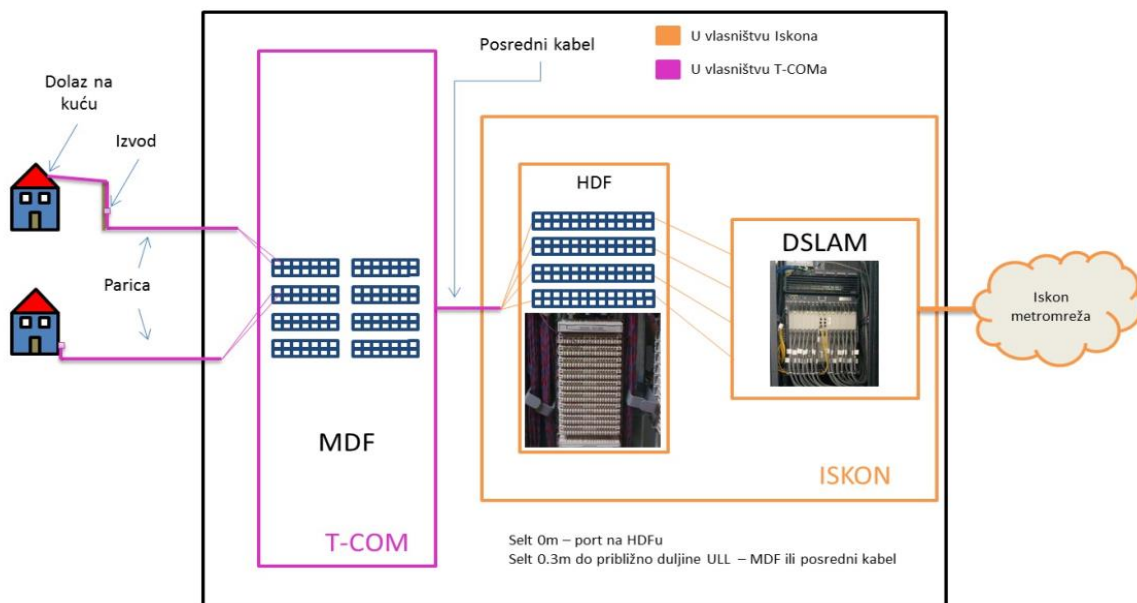 Dolaz na
kuću
Izvod
Parica
Posredni kabel
U vlasništvu Iskona
U vlasništvu T-COMa
HDF
DSLAM
Iskon
metromreža
MDF
T-COM
ISKON
Selt 0m – port na HDFu
Selt 0.3m do približno duljine ULL – MDF ili posredni kabel